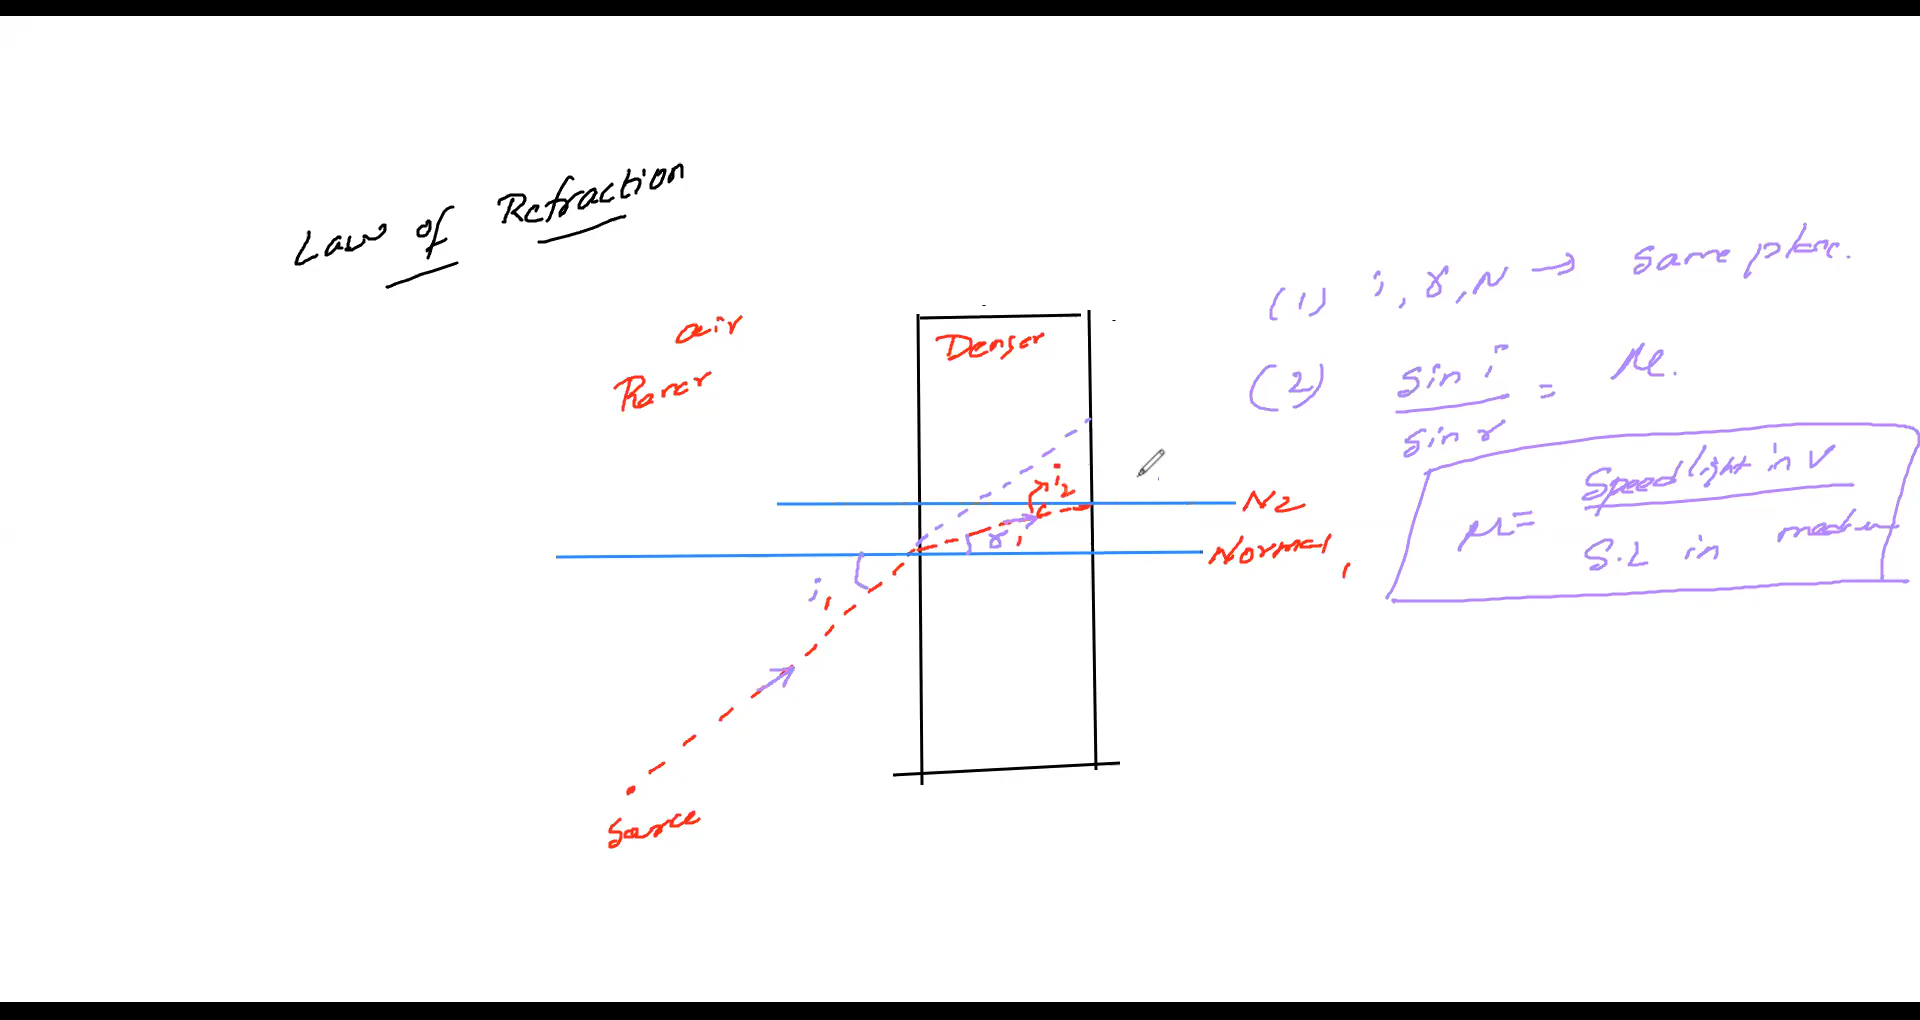 Law of Refraction
air
Rarer
Denser
i2
r1
i1
N2
Normal1
Source
(1) i, r, N → Same plane.
(2) sin i / sin r = μ.
μ = Speed light in V / S.L in medium